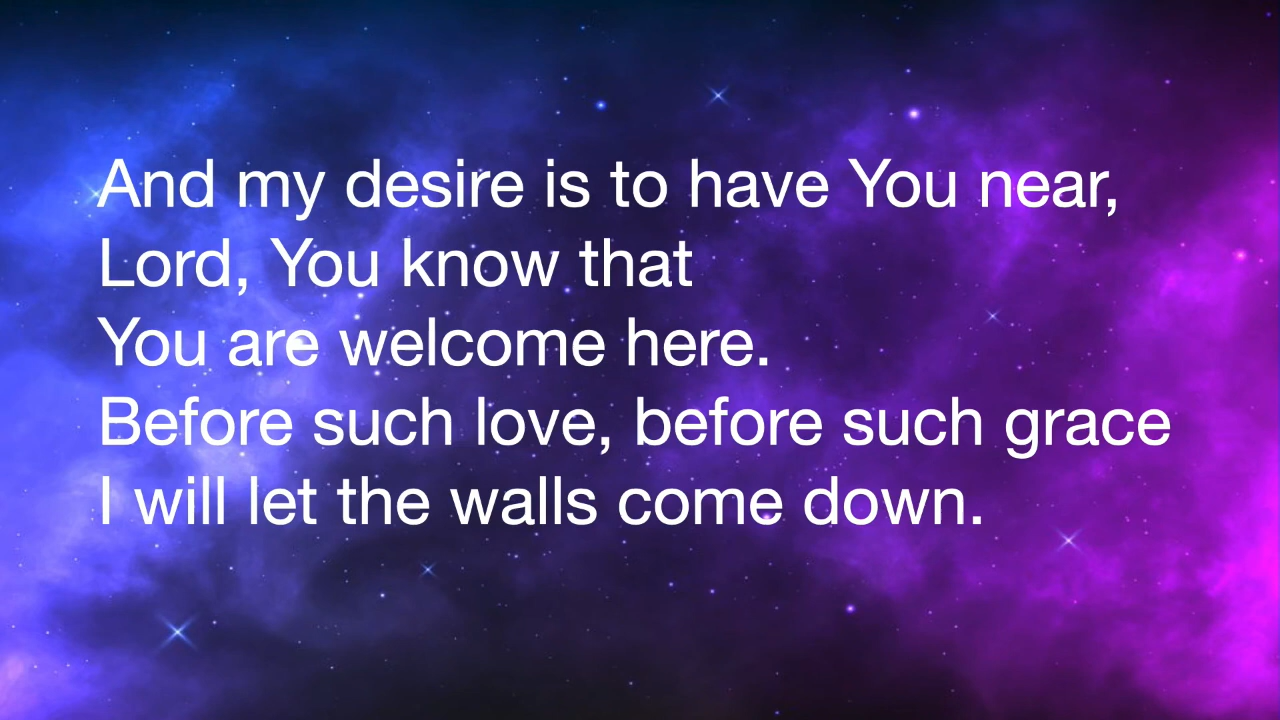 And my desire is to have You near,
Lord, You know that
You are welcome here.
Before such love, before such grace
I will let the walls come down.